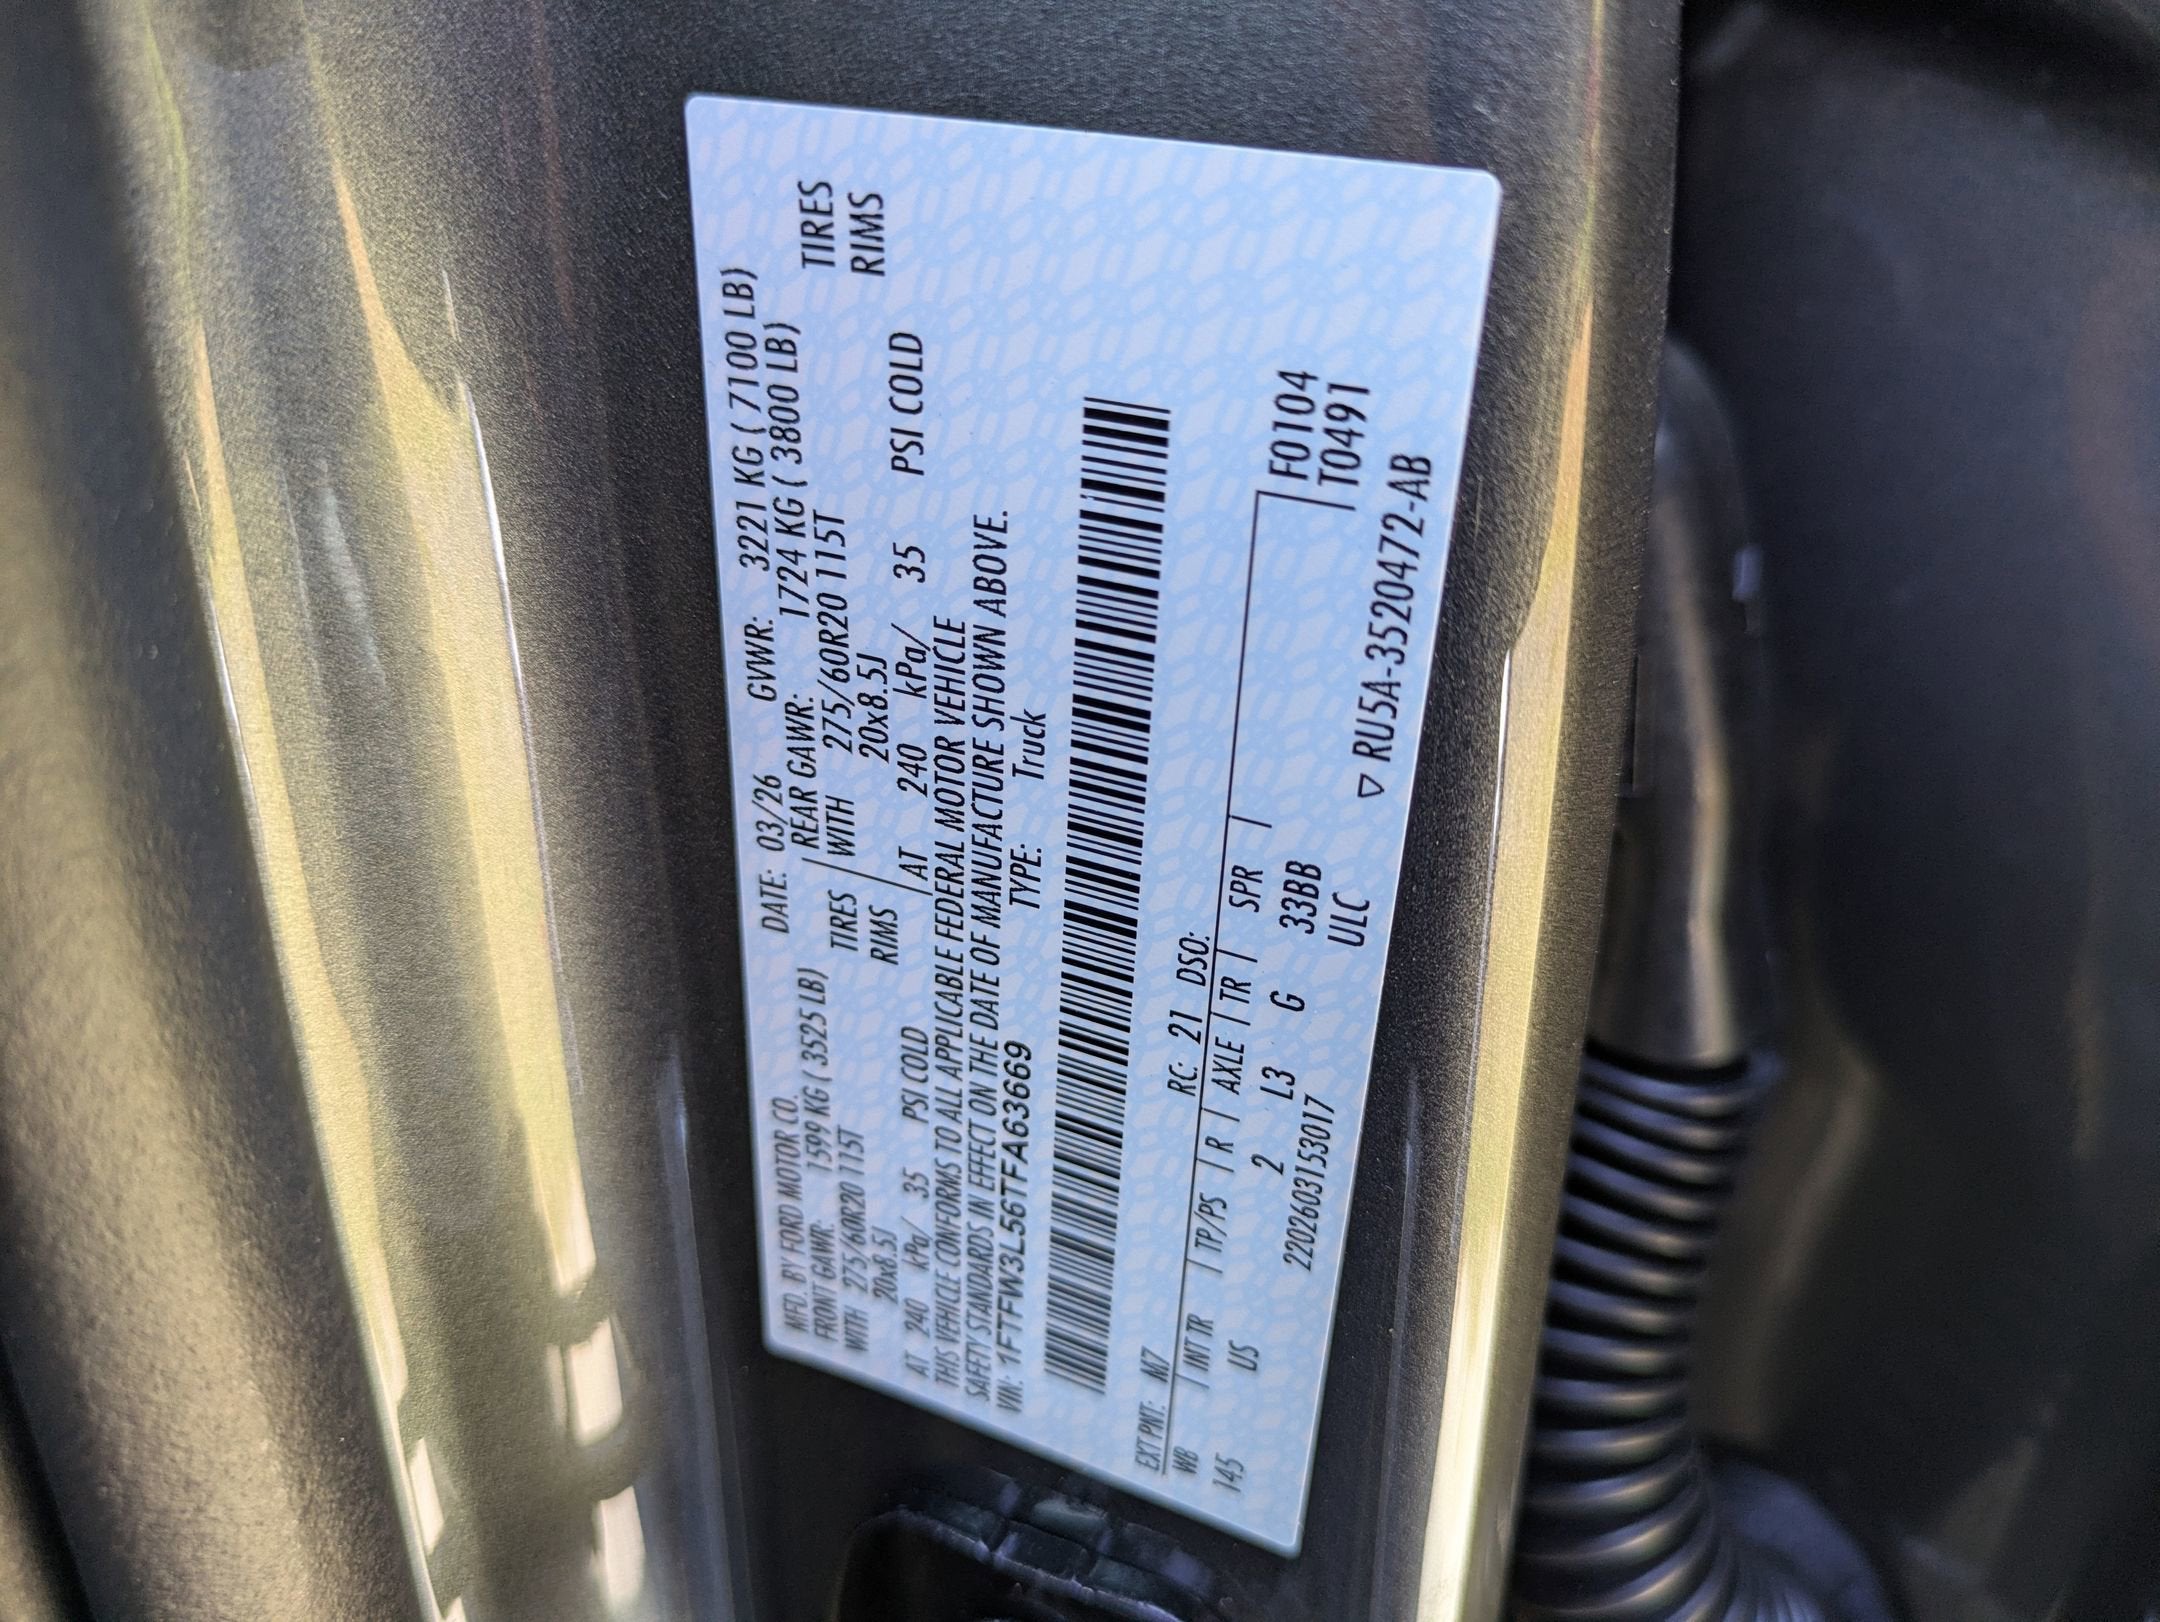 MFD. BY FORD MOTOR CO. DATE: 03/26 GVWR: 3221 KG ( 7100 LB)
FRONT GAWR: 1599 KG ( 3525 LB) REAR GAWR: 1724 KG ( 3800 LB)
WITH 275/60R20 115T TIRES WITH 275/60R20 115T TIRES
20x8.5J RIMS 20x8.5J RIMS
AT 240 kPa/ 35 PSI COLD AT 240 kPa/ 35 PSI COLD
THIS VEHICLE CONFORMS TO ALL APPLICABLE FEDERAL MOTOR VEHICLE
SAFETY STANDARDS IN EFFECT ON THE DATE OF MANUFACTURE SHOWN ABOVE.
VIN: 1FTFW3L56TFA63669 TYPE: Truck
EXT PNT: M7 RC: 21 DSO:
WB INT TR TP/PS R AXLE TR SPR F0104
145 US 2 L3 G 33BB T0491
2202603153017 ULC
▽ RU5A-3520472-AB